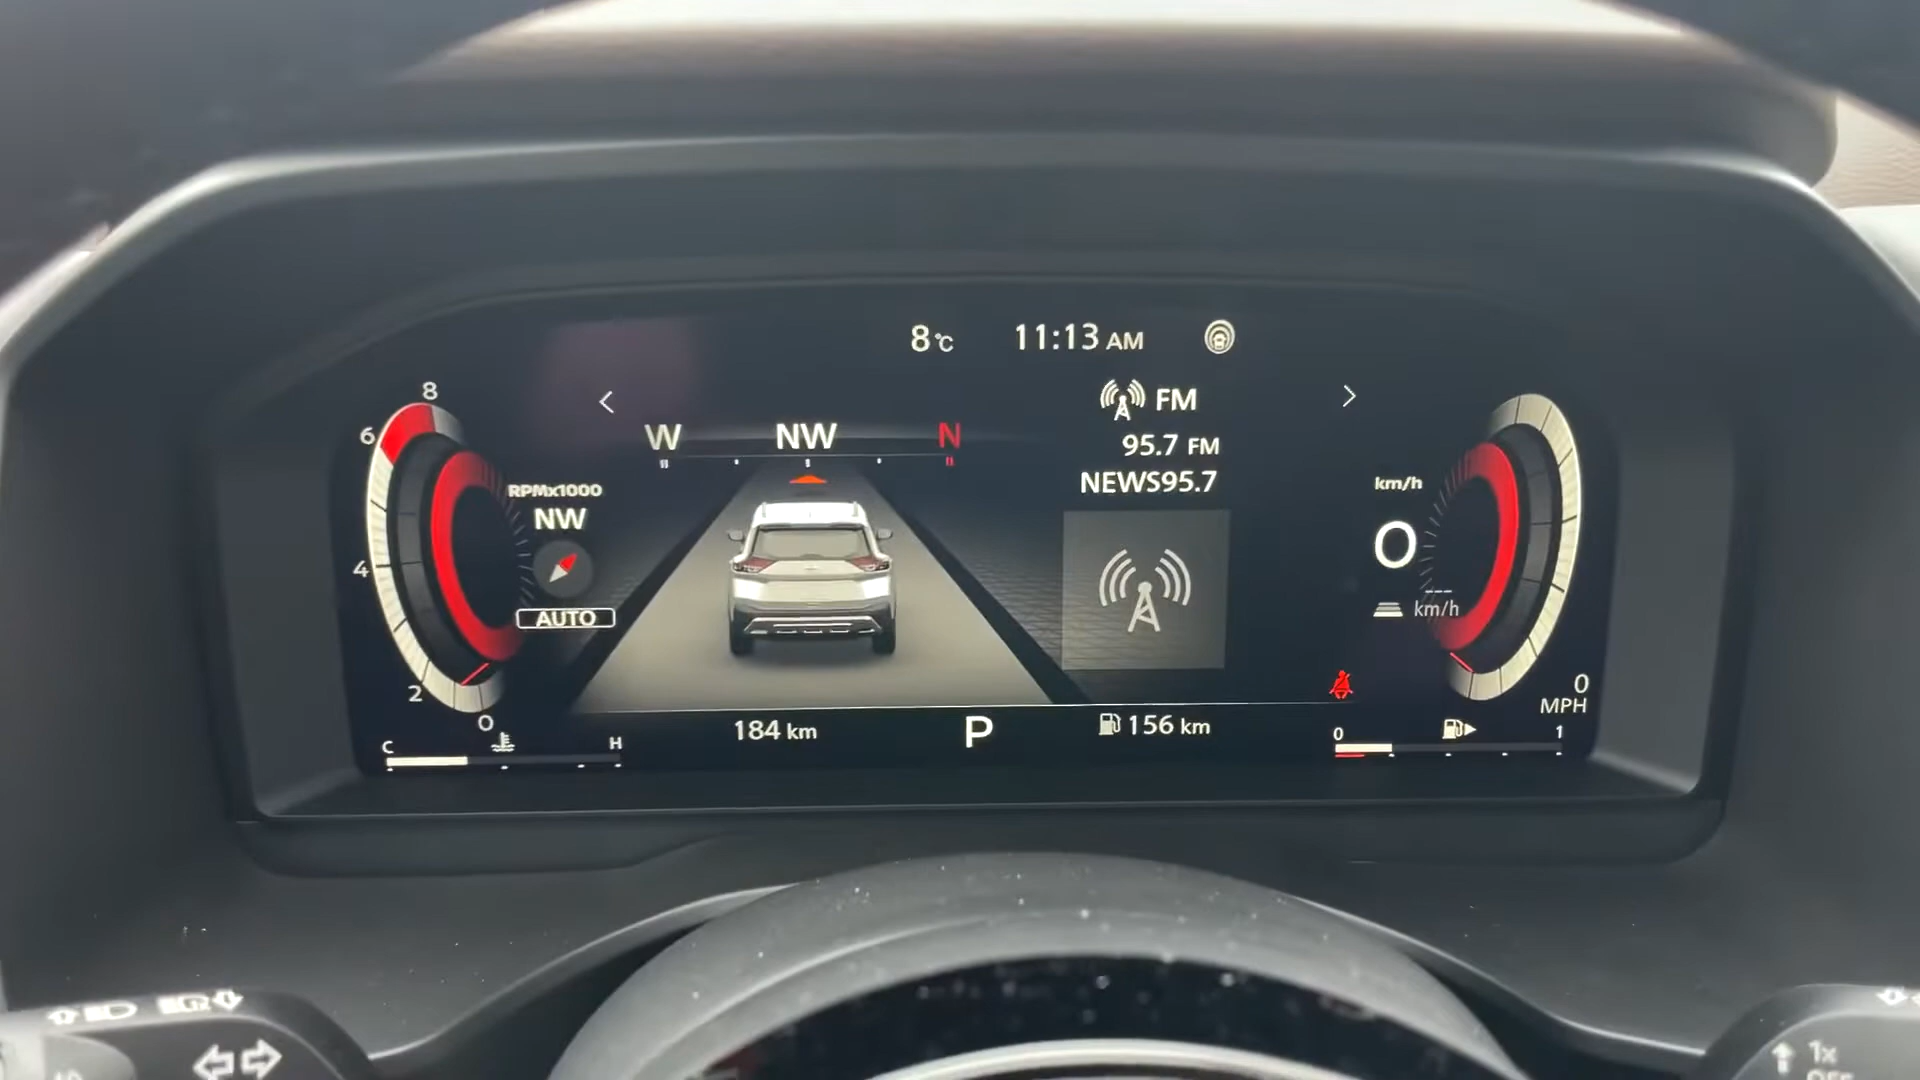 8°C 11:13 AM
FM
95.7 FM
NEWS95.7
W NW N
8
6
4
2
0
RPMx1000
NW
AUTO
km/h
0
---
km/h
0
MPH
184 km P 156 km
C H
0 1
1x